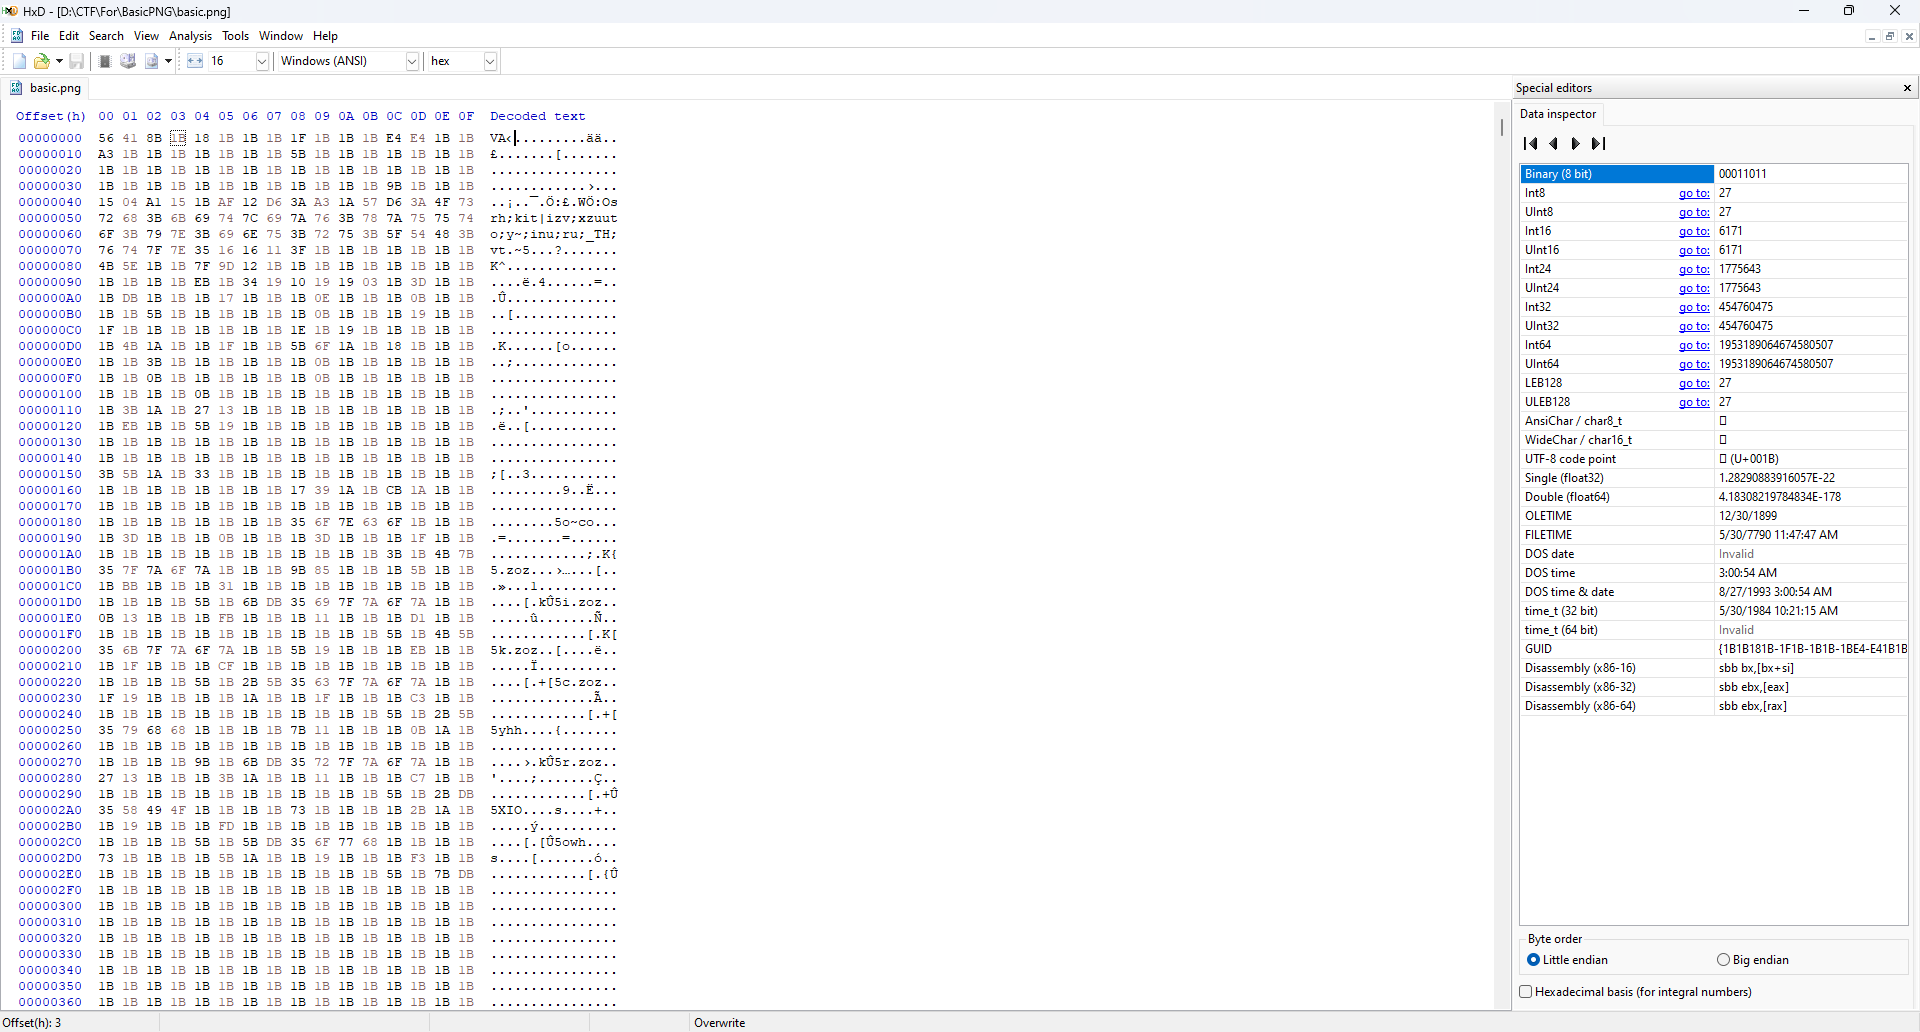 HxD - [D:\CTF\For\BasicPNG\basic.png]
File Edit Search View Analysis Tools Window Help
16 Windows (ANSI) hex
basic.png
Offset(h) 00 01 02 03 04 05 06 07 08 09 0A 0B 0C 0D 0E 0F Decoded text
00000000 56 41 8B 1B 18 1B 1B 1B 1F 1B 1B 1B E4 E4 1B 1B VA‹.........ää..
00000010 A3 1B 1B 1B 1B 1B 1B 1B 5B 1B 1B 1B 1B 1B 1B 1B £.......[.......
00000020 1B 1B 1B 1B 1B 1B 1B 1B 1B 1B 1B 1B 1B 1B 1B 1B ................
00000030 1B 1B 1B 1B 1B 1B 1B 1B 1B 1B 1B 1B 9B 1B 1B 1B ............›...
00000040 15 04 A1 15 1B AF 12 D6 3A A3 1A 57 D6 3A 4F 73 ..¡..¯.Ö:£.WÖ:Os
00000050 72 68 3B 6B 69 74 7C 69 7A 76 3B 78 7A 75 75 74 rh;kit|izv;xzuut
00000060 6F 3B 79 7E 3B 69 6E 75 3B 72 75 3B 5F 54 48 3B o;y~;inu;ru;_TH;
00000070 76 74 7F 7E 35 16 16 11 3F 1B 1B 1B 1B 1B 1B 1B vt.~5...?.......
00000080 4B 5E 1B 1B 7F 9D 12 1B 1B 1B 1B 1B 1B 1B 1B 1B K^..............
00000090 1B 1B 1B 1B EB 1B 34 19 10 19 19 03 1B 3D 1B 1B ....ë.4......=..
000000A0 1B DB 1B 1B 1B 17 1B 1B 1B 0E 1B 1B 1B 0B 1B 1B .Û..............
000000B0 1B 1B 5B 1B 1B 1B 1B 1B 1B 0B 1B 1B 1B 19 1B 1B ..[.............
000000C0 1F 1B 1B 1B 1B 1B 1B 1B 1E 1B 19 1B 1B 1B 1B 1B ................
000000D0 1B 4B 1A 1B 1B 1F 1B 1B 5B 6F 1A 1B 18 1B 1B 1B .K......[o......
000000E0 1B 1B 3B 1B 1B 1B 1B 1B 1B 0B 1B 1B 1B 1B 1B 1B ..;.............
000000F0 1B 1B 0B 1B 1B 1B 1B 1B 1B 0B 1B 1B 1B 1B 1B 1B ................
00000100 1B 1B 1B 1B 0B 1B 1B 1B 1B 1B 1B 1B 1B 1B 1B 1B ................
00000110 1B 3B 1A 1B 27 13 1B 1B 1B 1B 1B 1B 1B 1B 1B 1B .;..'...........
00000120 1B EB 1B 1B 5B 19 1B 1B 1B 1B 1B 1B 1B 1B 1B 1B .ë..[...........
00000130 1B 1B 1B 1B 1B 1B 1B 1B 1B 1B 1B 1B 1B 1B 1B 1B ................
00000140 1B 1B 1B 1B 1B 1B 1B 1B 1B 1B 1B 1B 1B 1B 1B 1B ................
00000150 3B 5B 1A 1B 33 1B 1B 1B 1B 1B 1B 1B 1B 1B 1B 1B ;[..3...........
00000160 1B 1B 1B 1B 1B 1B 1B 1B 17 39 1A 1B CB 1A 1B 1B .........9..Ë...
00000170 1B 1B 1B 1B 1B 1B 1B 1B 1B 1B 1B 1B 1B 1B 1B 1B ................
00000180 1B 1B 1B 1B 1B 1B 1B 1B 35 6F 7E 63 6F 1B 1B 1B ........5o~co...
00000190 1B 3D 1B 1B 1B 0B 1B 1B 1B 3D 1B 1B 1B 1F 1B 1B .=.......=......
000001A0 1B 1B 1B 1B 1B 1B 1B 1B 1B 1B 1B 1B 3B 1B 4B 7B ............;.K{
000001B0 35 7F 7A 6F 7A 1B 1B 1B 9B 85 1B 1B 1B 5B 1B 1B 5.zoz...›….‌..[..
000001C0 1B BB 1B 1B 1B 31 1B 1B 1B 1B 1B 1B 1B 1B 1B 1B .»...1..........
000001D0 1B 1B 1B 1B 5B 1B 6B DB 35 69 7F 7A 6F 7A 1B 1B ....[.kÛ5i.zoz..
000001E0 0B 13 1B 1B 1B FB 1B 1B 1B 11 1B 1B 1B D1 1B 1B .....û.......Ñ..
000001F0 1B 1B 1B 1B 1B 1B 1B 1B 1B 1B 1B 1B 5B 1B 4B 5B ............[.K[
00000200 35 6B 7F 7A 6F 7A 1B 1B 5B 19 1B 1B 1B EB 1B 1B 5k.zoz..[....ë..
00000210 1B 1F 1B 1B 1B CF 1B 1B 1B 1B 1B 1B 1B 1B 1B 1B .....Ï..........
00000220 1B 1B 1B 1B 5B 1B 2B 5B 35 63 7F 7A 6F 7A 1B 1B ....[.+[5c.zoz..
00000230 1F 19 1B 1B 1B 1B 1A 1B 1B 1F 1B 1B 1B C3 1B 1B .............Ã..
00000240 1B 1B 1B 1B 1B 1B 1B 1B 1B 1B 1B 1B 5B 1B 2B 5B ............[.+[
00000250 35 79 68 68 1B 1B 1B 1B 7B 11 1B 1B 1B 0B 1A 1B 5yhh....{.......
00000260 1B 1B 1B 1B 1B 1B 1B 1B 1B 1B 1B 1B 1B 1B 1B 1B ................
00000270 1B 1B 1B 1B 9B 1B 6B DB 35 72 7F 7A 6F 7A 1B 1B ....›.kÛ5r.zoz..
00000280 27 13 1B 1B 1B 3B 1A 1B 1B 11 1B 1B 1B C7 1B 1B '....;.......Ç..
00000290 1B 1B 1B 1B 1B 1B 1B 1B 1B 1B 1B 1B 5B 1B 2B DB ............[.+Û
000002A0 35 58 49 4F 1B 1B 1B 1B 73 1B 1B 1B 1B 2B 1A 1B 5XIO....s....+..
000002B0 1B 19 1B 1B 1B FD 1B 1B 1B 1B 1B 1B 1B 1B 1B 1B .....ý..........
000002C0 1B 1B 1B 1B 5B 1B 5B DB 35 6F 77 68 1B 1B 1B 1B ....[.[Û5owh....
000002D0 73 1B 1B 1B 1B 5B 1A 1B 1B 19 1B 1B 1B F3 1B 1B s....[.......ó..
000002E0 1B 1B 1B 1B 1B 1B 1B 1B 1B 1B 1B 1B 5B 1B 7B DB ............[.{Û
000002F0 1B 1B 1B 1B 1B 1B 1B 1B 1B 1B 1B 1B 1B 1B 1B 1B ................
00000300 1B 1B 1B 1B 1B 1B 1B 1B 1B 1B 1B 1B 1B 1B 1B 1B ................
00000310 1B 1B 1B 1B 1B 1B 1B 1B 1B 1B 1B 1B 1B 1B 1B 1B ................
00000320 1B 1B 1B 1B 1B 1B 1B 1B 1B 1B 1B 1B 1B 1B 1B 1B ................
00000330 1B 1B 1B 1B 1B 1B 1B 1B 1B 1B 1B 1B 1B 1B 1B 1B ................
00000340 1B 1B 1B 1B 1B 1B 1B 1B 1B 1B 1B 1B 1B 1B 1B 1B ................
00000350 1B 1B 1B 1B 1B 1B 1B 1B 1B 1B 1B 1B 1B 1B 1B 1B ................
00000360 1B 1B 1B 1B 1B 1B 1B 1B 1B 1B 1B 1B 1B 1B 1B 1B ................
Special editors
Data inspector
Binary (8 bit) 00011011
Int8 go to: 27
UInt8 go to: 27
Int16 go to: 6171
UInt16 go to: 6171
Int24 go to: 1775643
UInt24 go to: 1775643
Int32 go to: 454760475
UInt32 go to: 454760475
Int64 go to: 1953189064674580507
UInt64 go to: 1953189064674580507
LEB128 go to: 27
ULEB128 go to: 27
AnsiChar / char8_t
WideChar / char16_t
UTF-8 code point (U+001B)
Single (float32) 1.28290883916057E-22
Double (float64) 4.18308219784834E-178
OLETIME 12/30/1899
FILETIME 5/30/7790 11:47:47 AM
DOS date Invalid
DOS time 3:00:54 AM
DOS time & date 8/27/1993 3:00:54 AM
time_t (32 bit) 5/30/1984 10:21:15 AM
time_t (64 bit) Invalid
GUID {1B1B181B-1F1B-1B1B-1BE4-E41B1B
Disassembly (x86-16) sbb bx,[bx+si]
Disassembly (x86-32) sbb ebx,[eax]
Disassembly (x86-64) sbb ebx,[rax]
Byte order
Little endian Big endian
Hexadecimal basis (for integral numbers)
Offset(h): 3 Overwrite